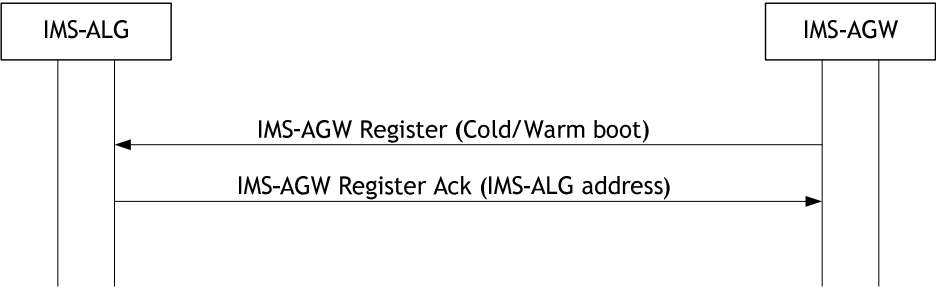 IMS-ALG
IMS-AGW
IMS-AGW Register (Cold/Warm boot)
IMS-AGW Register Ack (IMS-ALG address)